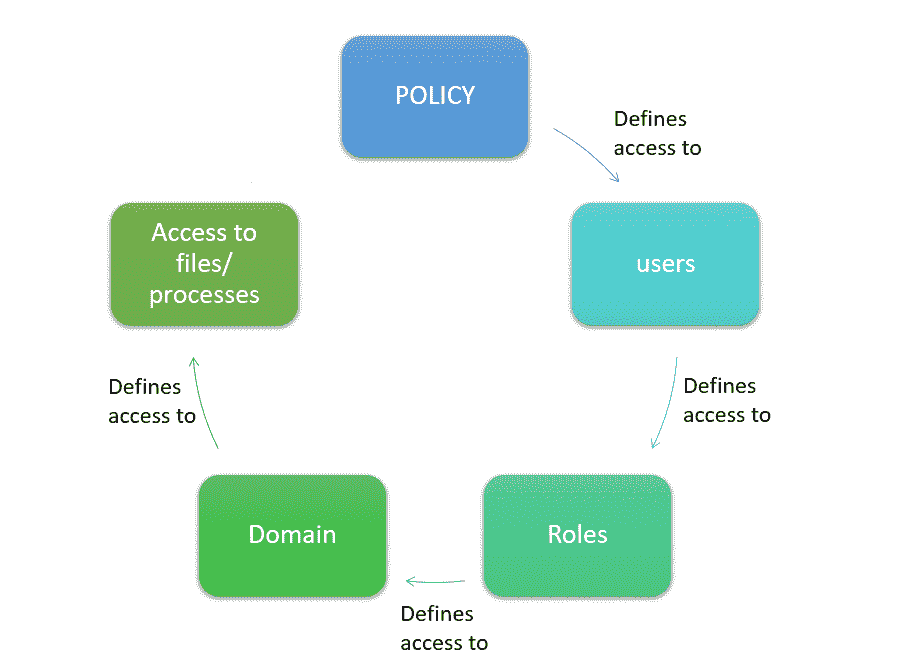 POLICY
Defines
access to
users
Defines
access to
Roles
Defines
access to
Domain
Defines
access to
Access to
files/
processes